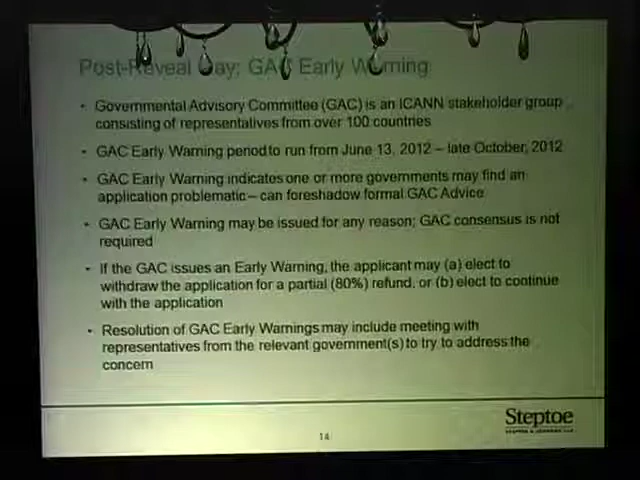 Post-Reveal Day; GAC Early Warning
• Governmental Advisory Committee (GAC) is an ICANN stakeholder group
consisting of representatives from over 100 countries
• GAC Early Warning period to run from June 13, 2012 – late October, 2012
• GAC Early Warning indicates one or more governments may find an
application problematic – can foreshadow formal GAC Advice
• GAC Early Warning may be issued for any reason; GAC consensus is not
required
• If the GAC issues an Early Warning, the applicant may (a) elect to
withdraw the application for a partial (80%) refund, or (b) elect to continue
with the application
• Resolution of GAC Early Warnings may include meeting with
representatives from the relevant government(s) to try to address the
concern
14
Steptoe
STEPTOE & JOHNSON LLP